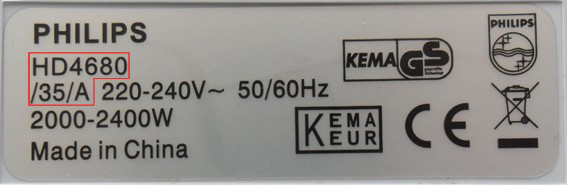 PHILIPS
HD4680
/35/A 220-240V~ 50/60Hz
2000-2400W
Made in China
KEMA GS
PHILIPS
KEMA
KEUR
CE